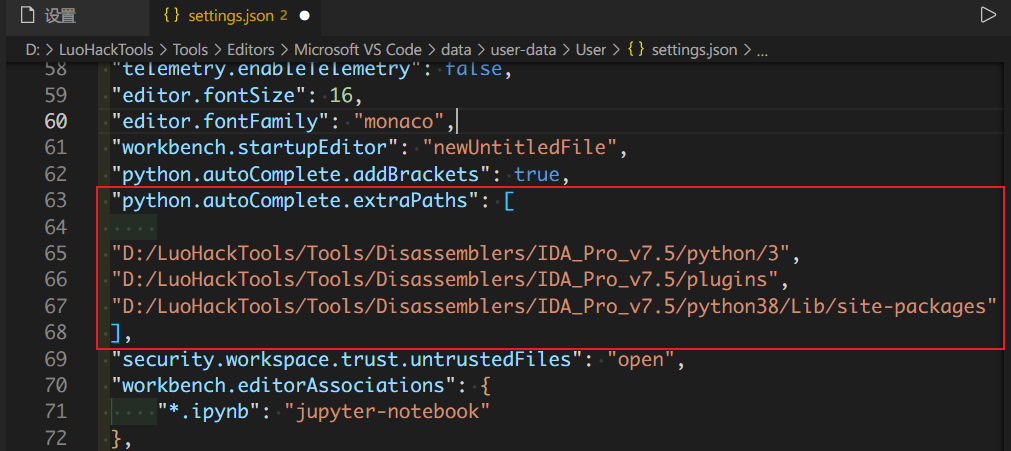 设置
{} settings.json 2 ●
D: > LuoHackTools > Tools > Editors > Microsoft VS Code > data > user-data > User > {} settings.json > ...
58 "telemetry.enableTelemetry": false,
59 "editor.fontSize": 16,
60 "editor.fontFamily": "monaco",
61 "workbench.startupEditor": "newUntitledFile",
62 "python.autoComplete.addBrackets": true,
63 "python.autoComplete.extraPaths": [
64
65 "D:/LuoHackTools/Tools/Disassemblers/IDA_Pro_v7.5/python/3",
66 "D:/LuoHackTools/Tools/Disassemblers/IDA_Pro_v7.5/plugins",
67 "D:/LuoHackTools/Tools/Disassemblers/IDA_Pro_v7.5/python38/Lib/site-packages"
68 ],
69 "security.workspace.trust.untrustedFiles": "open",
70 "workbench.editorAssociations": {
71 "*.ipynb": "jupyter-notebook"
72 },